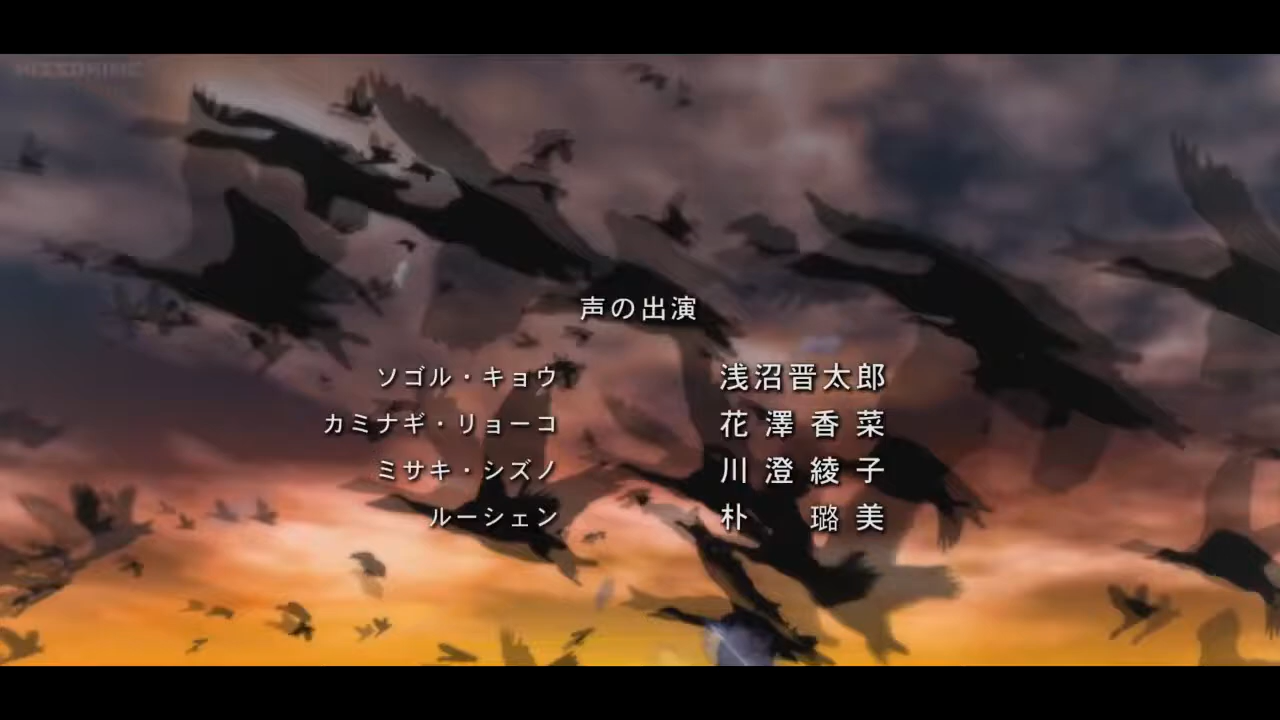 声の出演
ソゴル・キョウ 浅沼晋太郎
カミナギ・リョーコ 花澤香菜
ミサキ・シズノ 川澄綾子
ルーシェン 朴璐美